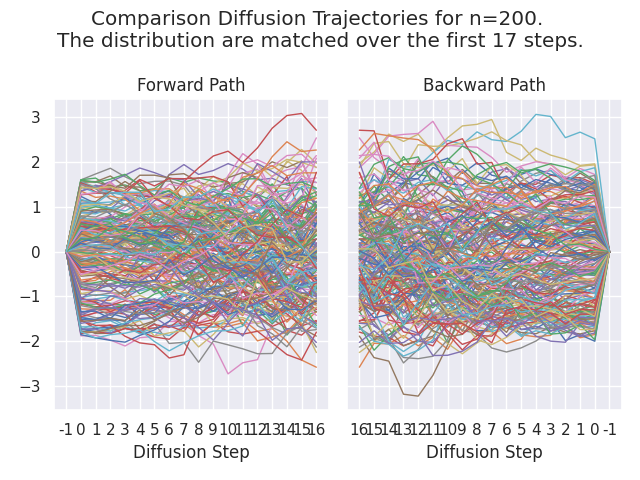 Comparison Diffusion Trajectories for n=200.
The distribution are matched over the first 17 steps.
Forward Path
Backward Path
3
2
1
0
−1
−2
−3
-1 0 1 2 3 4 5 6 7 8 9 10 11 12 13 14 15 16
16 15 14 13 12 11 10 9 8 7 6 5 4 3 2 1 0 -1
Diffusion Step
Diffusion Step